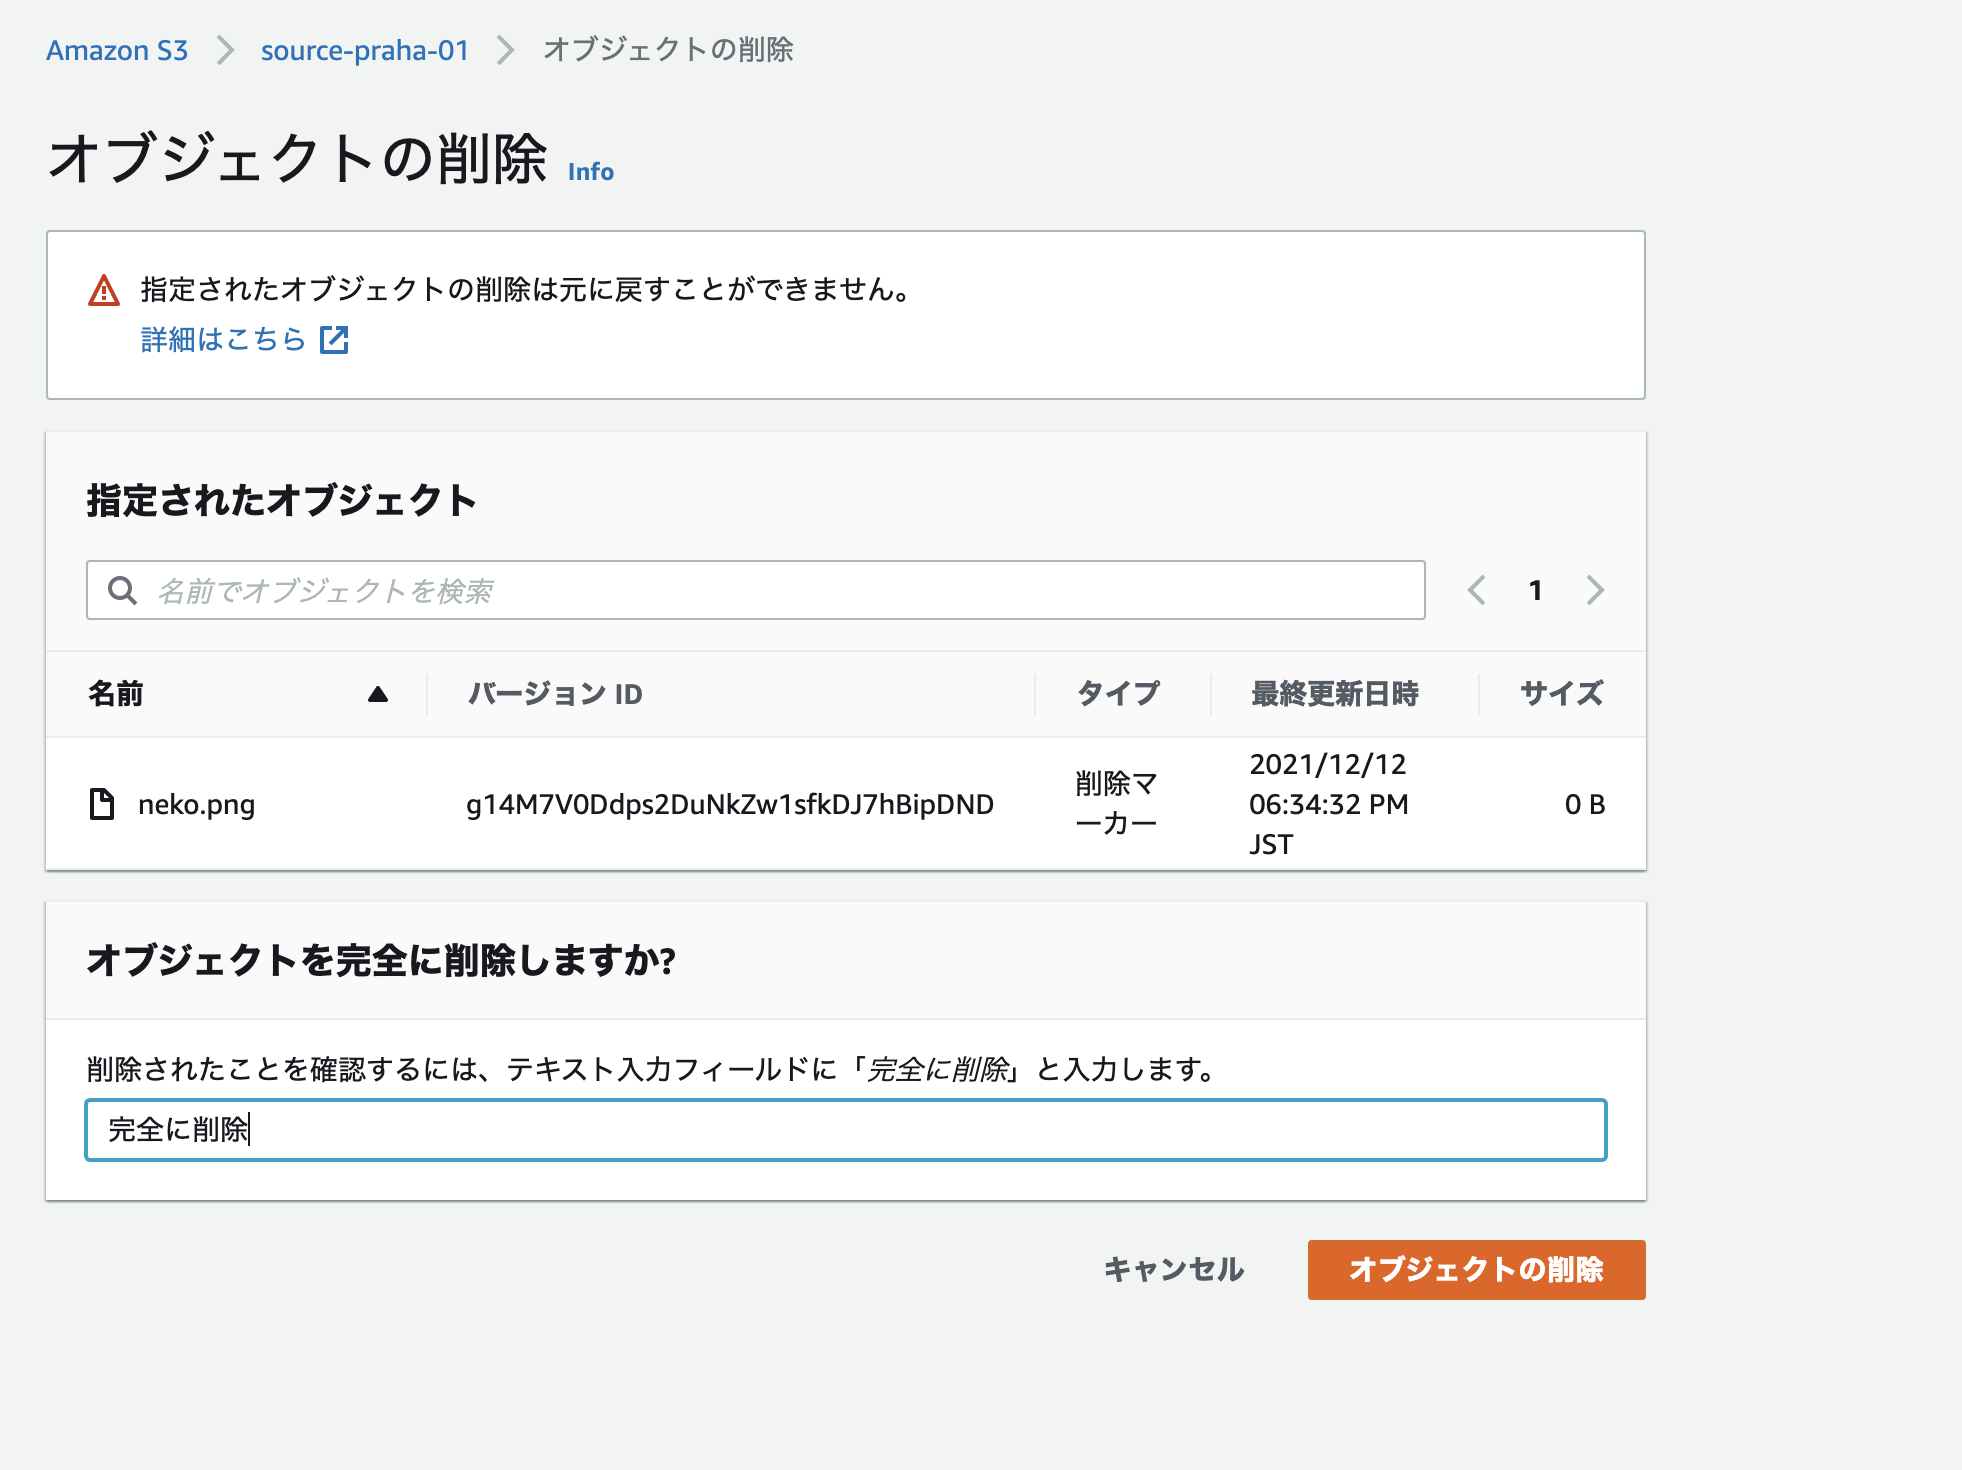 Amazon S3 source-praha-01 オブジェクトの削除
オブジェクトの削除 Info
指定されたオブジェクトの削除は元に戻すことができません。
詳細はこちら
指定されたオブジェクト
名前でオブジェクトを検索 1
名前 バージョン ID タイプ 最終更新日時 サイズ
neko.png g14M7V0Ddps2DuNkZw1sfkDJ7hBipDND 削除マ
ーカー 2021/12/12
06:34:32 PM
JST 0 B
オブジェクトを完全に削除しますか?
削除されたことを確認するには、テキスト入力フィールドに「完全に削除」と入力します。
完全に削除
キャンセル オブジェクトの削除